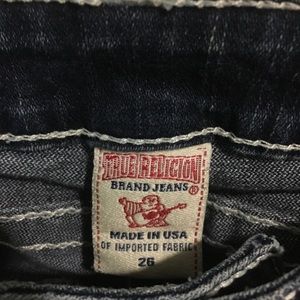 TRUE RELIGION
BRAND JEANS®
MADE IN USA
OF IMPORTED FABRIC
26